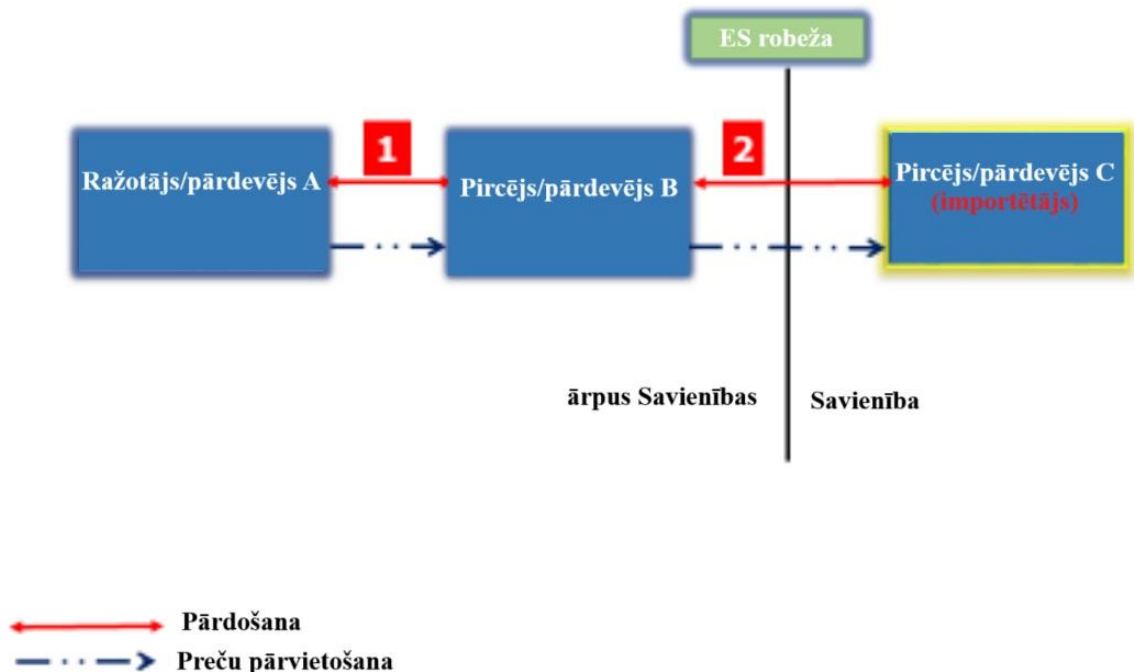 ES robeža
1
2
Ražotājs/pārdevējs A
Pircējs/pārdevējs B
Pircējs/pārdevējs C
(importētājs)
ārpus Savienības
Savienība
Pārdošana
Preču pārvietošana